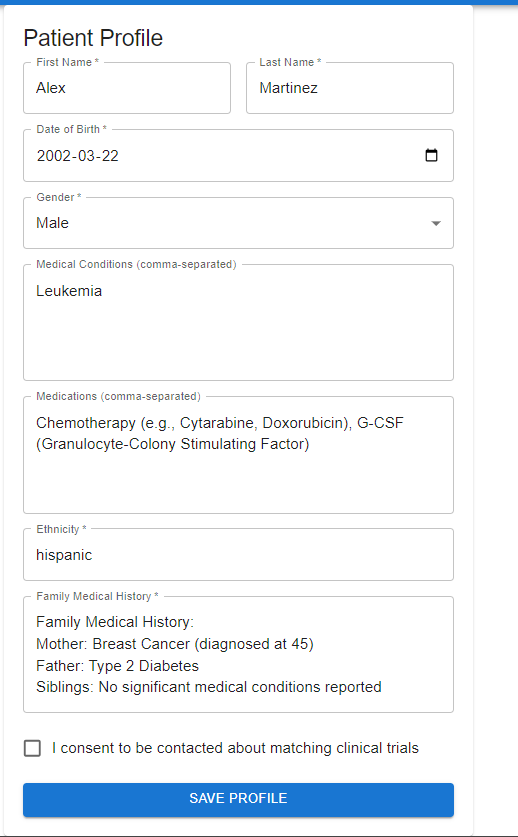 Patient Profile
First Name *
Last Name *
Alex
Martinez
Date of Birth *
2002-03-22
Gender *
Male
Medical Conditions (comma-separated)
Leukemia
Medications (comma-separated)
Chemotherapy (e.g., Cytarabine, Doxorubicin), G-CSF
(Granulocyte-Colony Stimulating Factor)
Ethnicity *
hispanic
Family Medical History *
Family Medical History:
Mother: Breast Cancer (diagnosed at 45)
Father: Type 2 Diabetes
Siblings: No significant medical conditions reported
I consent to be contacted about matching clinical trials
SAVE PROFILE